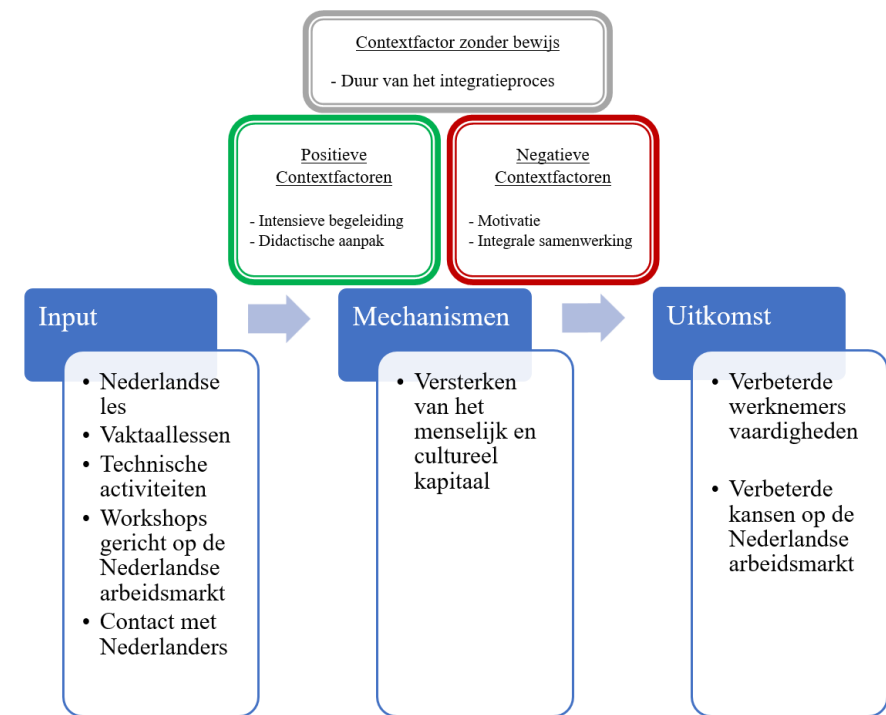 Contextfactor zonder bewijs
- Duur van het integratieproces
Positieve
Contextfactoren
- Intensieve begeleiding
- Didactische aanpak
Negatieve
Contextfactoren
- Motivatie
- Integrale samenwerking
Input
• Nederlandse
les
• Vaktaallessen
• Technische
activiteiten
• Workshops
gericht op de
Nederlandse
arbeidsmarkt
• Contact met
Nederlanders
Mechanismen
• Versterken
van het
menselijk en
cultureel
kapitaal
Uitkomst
• Verbeterde
werknemers
vaardigheden
• Verbeterde
kansen op de
Nederlandse
arbeidsmarkt